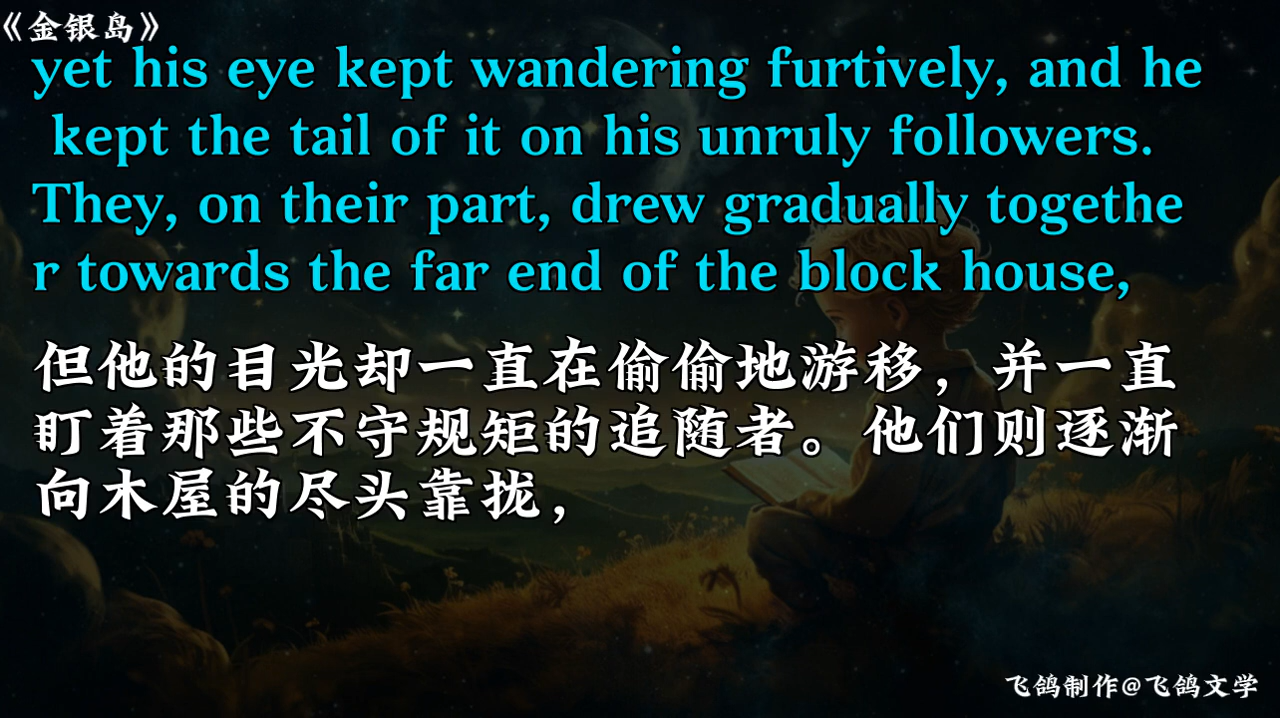 《金银岛》
yet his eye kept wandering furtively, and he
kept the tail of it on his unruly followers.
They, on their part, drew gradually togethe
r towards the far end of the block house,
但他的目光却一直在偷偷地游移，并一直
盯着那些不守规矩的追随者。他们则逐渐
向木屋的尽头靠拢，
飞鸽制作@飞鸽文学